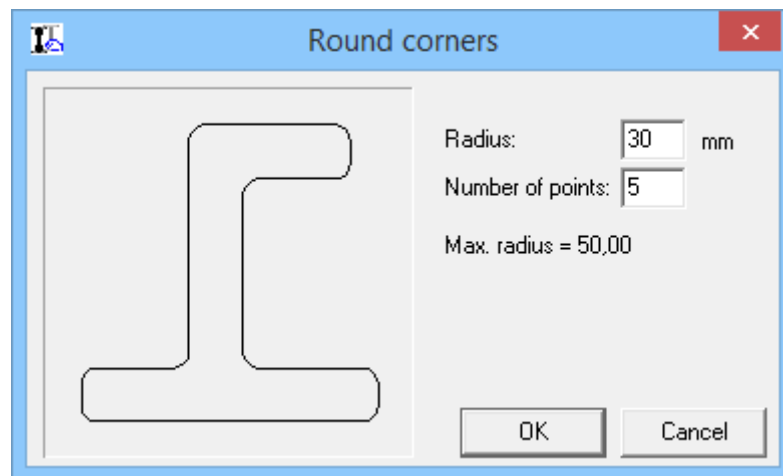 Round corners
Radius: 30 mm
Number of points: 5
Max. radius = 50,00
OK Cancel